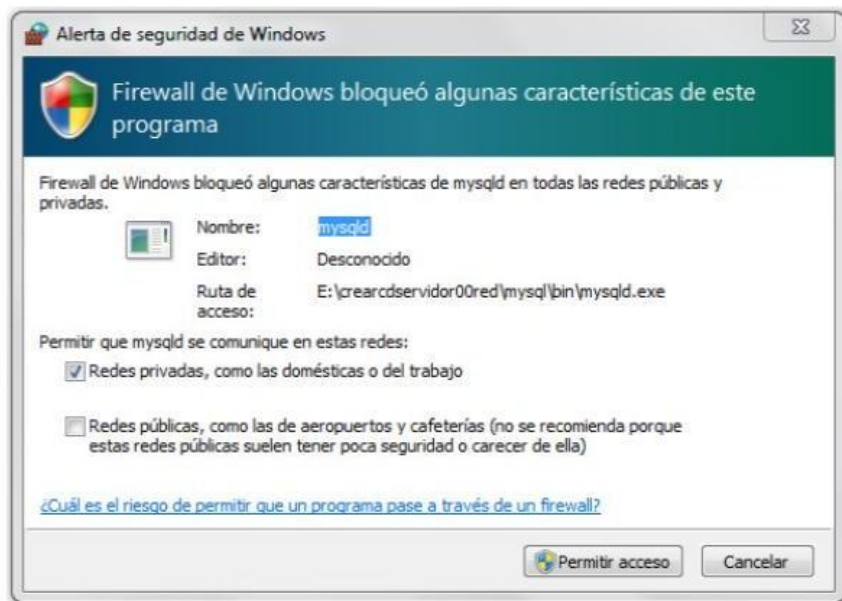 Alerta de seguridad de Windows
Firewall de Windows bloqueó algunas características de este
programa
Firewall de Windows bloqueó algunas características de mysqld en todas las redes públicas y
privadas.
Nombre: mysqld
Editor: Desconocido
Ruta de E:\crearcdservidor00red\mysql\bin\mysqld.exe
acceso:
Permitir que mysqld se comunique en estas redes:
Redes privadas, como las domésticas o del trabajo
Redes públicas, como las de aeropuertos y cafeterías (no se recomienda porque
estas redes públicas suelen tener poca seguridad o carecer de ella)
¿Cuál es el riesgo de permitir que un programa pase a través de un firewall?
Permitir acceso Cancelar